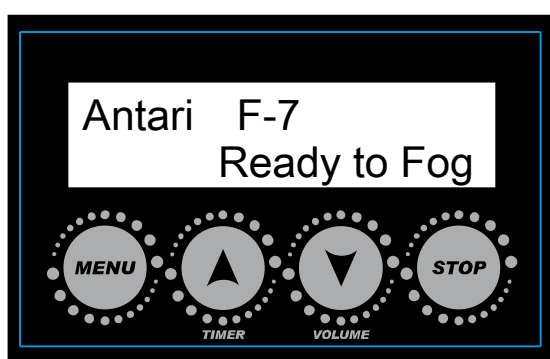 Antari F-7
Ready to Fog
MENU
STOP
TIMER
VOLUME